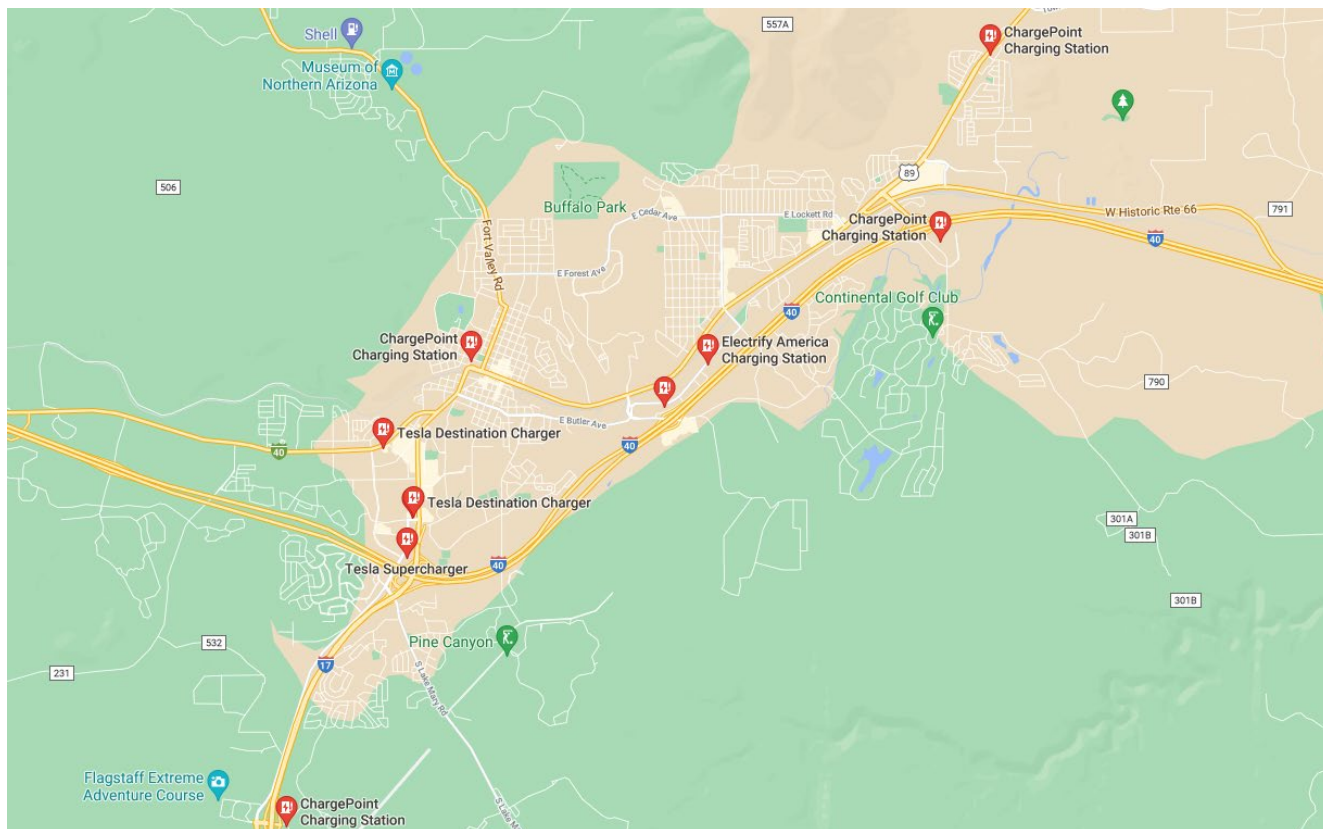 557A
ChargePoint
Charging Station
Shell
Museum of
Northern Arizona
506
89
Buffalo Park
E Cedar Ave
E Lockett Rd
ChargePoint
Charging Station
W Historic Rte 66
791
40
Fort Valley Rd
E Forest Ave
Continental Golf Club
40
ChargePoint
Charging Station
Electrify America
Charging Station
790
E Butler Ave
Tesla Destination Charger
40
40
Tesla Destination Charger
301A
301B
Tesla Supercharger
40
301B
532
Pine Canyon
17
231
S Lake Mary Rd
Flagstaff Extreme
Adventure Course
ChargePoint
Charging Station